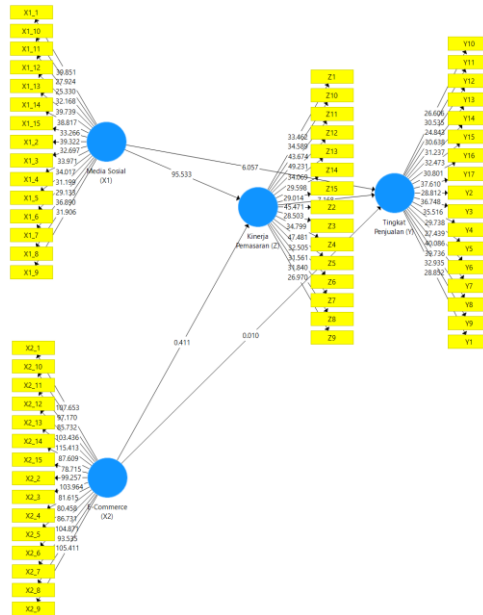 X1_1
X1_10
X1_11
X1_12
X1_13
X1_14
X1_15
X1_2
X1_3
X1_4
X1_5
X1_6
X1_7
X1_8
X1_9
30.851
27.924
25.330
32.168
39.739
38.817
33.266
39.322
32.697
33.971
34.017
31.199
29.133
36.890
31.906
Media Sosial
(X1)
95.533
6.057
Z1
Z10
Z11
Z12
Z13
Z14
Z15
Z2
Z3
Z4
Z5
Z6
Z7
Z8
Z9
33.462
34.589
43.674
49.231
34.069
29.598
29.014
45.471
28.503
34.799
47.481
32.505
31.840
26.970
Kinerja
Pemasaran (Z)
Y10
Y11
Y12
Y13
Y14
Y15
Y16
Y17
Y2
Y3
Y4
Y5
Y6
Y7
Y8
Y9
Y1
26.606
30.535
24.843
30.638
31.237
32.473
30.801
37.610
28.812
36.748
35.516
29.738
27.439
40.086
32.935
28.852
Tingkat
Penjualan (Y)
0.411
0.010
X2_1
X2_10
X2_11
X2_12
X2_13
X2_14
X2_15
X2_2
X2_3
X2_4
X2_5
X2_6
X2_7
X2_8
X2_9
107.653
97.170
85.732
103.436
115.413
87.609
78.715
99.257
103.964
81.615
80.458
86.731
104.871
93.535
105.411
E-Commerce
(X2)